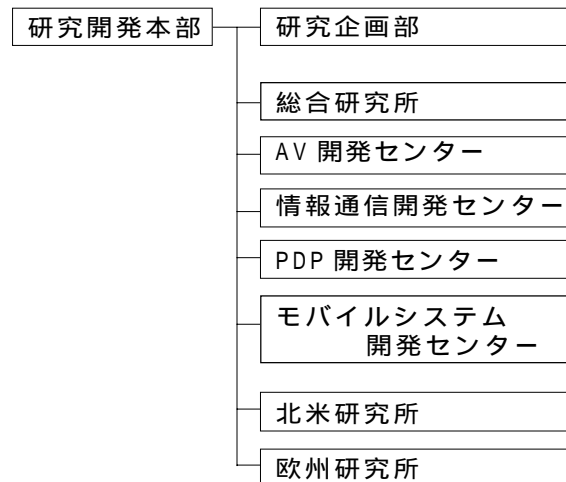 研究開発本部
研究企画部
総合研究所
AV 開発センター
情報通信開発センター
PDP 開発センター
モバイルシステム
開発センター
北米研究所
欧州研究所